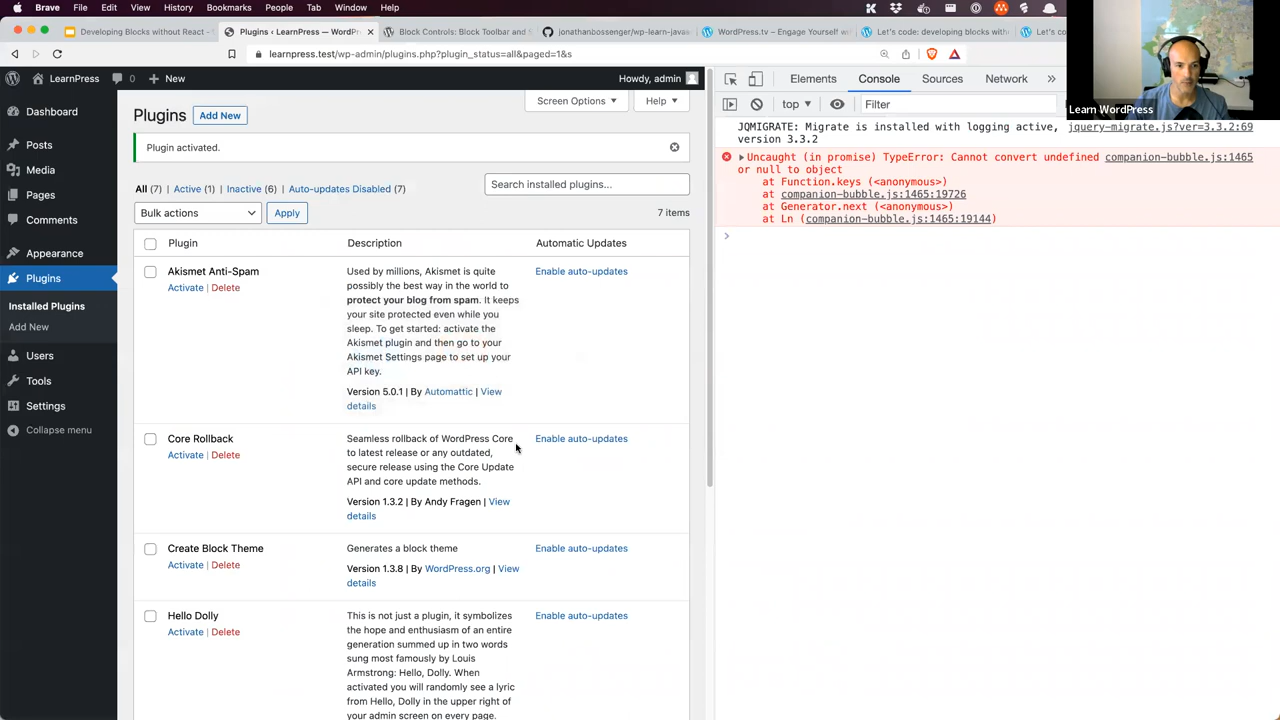 Brave File Edit View History Bookmarks People Tab Window Help
Developing Blocks without React -
Plugins ‹ LearnPress — WordP
Block Controls: Block Toolbar and
jonathanbossenger/wp-learn-java
WordPress.tv – Engage Yourself wi
Let's code: developing blocks with
Let's co
learnpress.test/wp-admin/plugins.php?plugin_status=all&paged=1&s
LearnPress 0 New Howdy, admin
Elements Console Sources Network »
top Filter
Learn WordPress
Dashboard
Posts
Media
Pages
Comments
Appearance
Plugins
Installed Plugins
Add New
Users
Tools
Settings
Collapse menu
Screen Options Help
Plugins Add New
Plugin activated.
All (7) | Active (1) | Inactive (6) | Auto-updates Disabled (7)
Search installed plugins...
Bulk actions Apply 7 items
Plugin Description Automatic Updates
Akismet Anti-Spam
Activate | Delete
Used by millions, Akismet is quite
possibly the best way in the world to
protect your blog from spam. It keeps
your site protected even while you
sleep. To get started: activate the
Akismet plugin and then go to your
Akismet Settings page to set up your
API key.
Version 5.0.1 | By Automattic | View
details
Enable auto-updates
Core Rollback
Activate | Delete
Seamless rollback of WordPress Core
to latest release or any outdated,
secure release using the Core Update
API and core update methods.
Version 1.3.2 | By Andy Fragen | View
details
Enable auto-updates
Create Block Theme
Activate | Delete
Generates a block theme
Version 1.3.8 | By WordPress.org | View
details
Enable auto-updates
Hello Dolly
Activate | Delete
This is not just a plugin, it symbolizes
the hope and enthusiasm of an entire
generation summed up in two words
sung most famously by Louis
Armstrong: Hello, Dolly. When
activated you will randomly see a lyric
from Hello, Dolly in the upper right of
your admin screen on every page.
Enable auto-updates
JQMIGRATE: Migrate is installed with logging active, jquery-migrate.js?ver=3.3.2:69
version 3.3.2
Uncaught (in promise) TypeError: Cannot convert undefined companion-bubble.js:1465
or null to object
at Function.keys (<anonymous>)
at companion-bubble.js:1465:19726
at Generator.next (<anonymous>)
at Ln (companion-bubble.js:1465:19144)